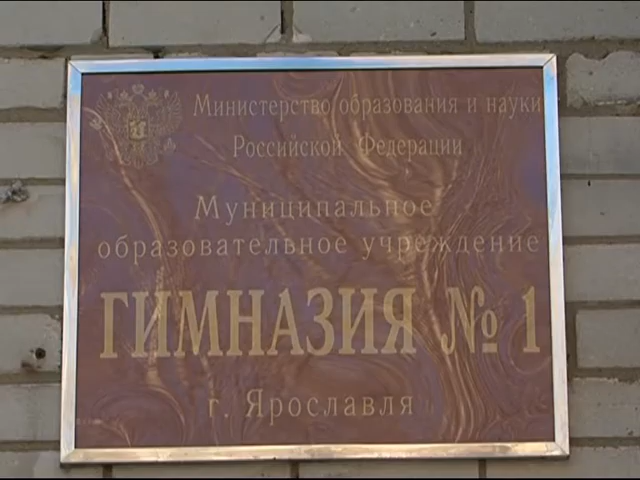 Министерство образования и науки
Российской Федерации
Муниципальное
образовательное учреждение
ГИМНАЗИЯ № 1
г. Ярославля